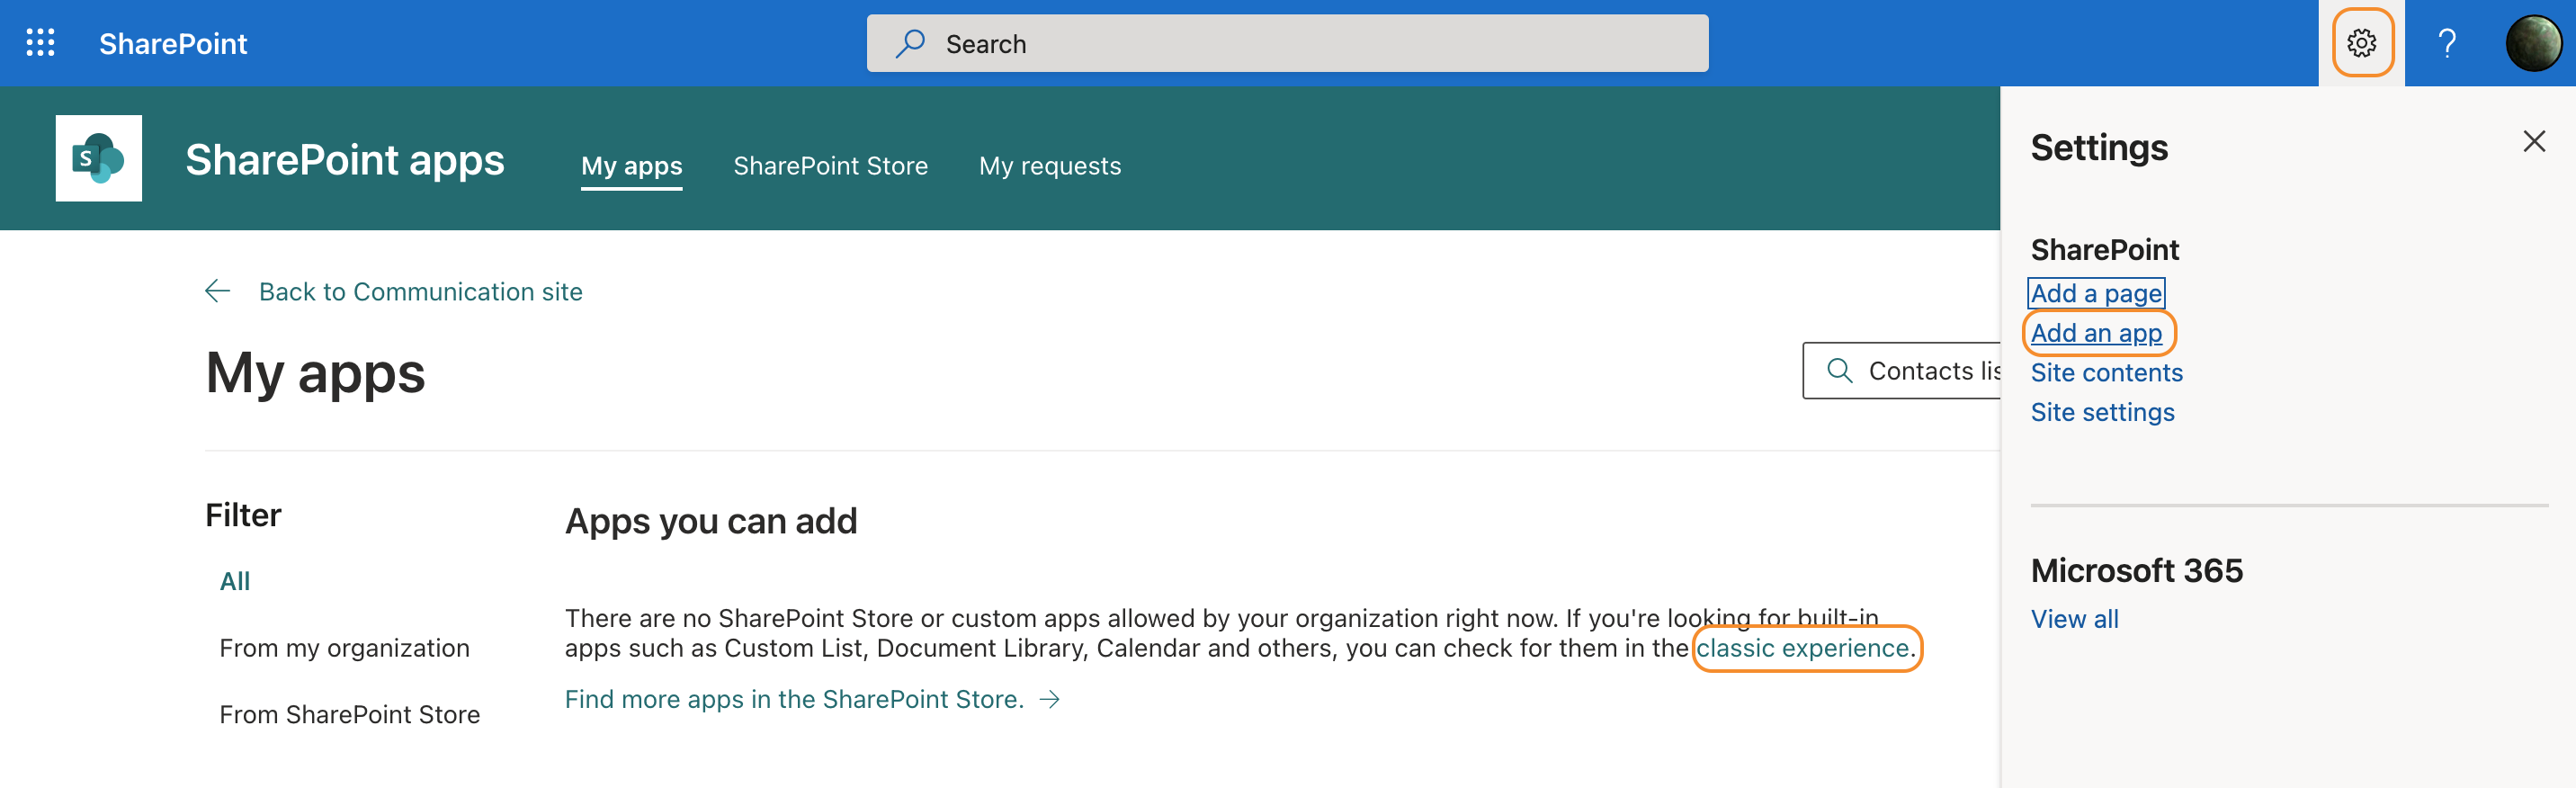 SharePoint
Search
?
S
SharePoint apps
My apps
SharePoint Store
My requests
Settings
SharePoint
Add a page
Add an app
Site contents
Site settings
Microsoft 365
View all
Back to Communication site
My apps
Contacts lis
Filter
All
From my organization
From SharePoint Store
Apps you can add
There are no SharePoint Store or custom apps allowed by your organization right now. If you're looking for built-in
apps such as Custom List, Document Library, Calendar and others, you can check for them in the classic experience.
Find more apps in the SharePoint Store.